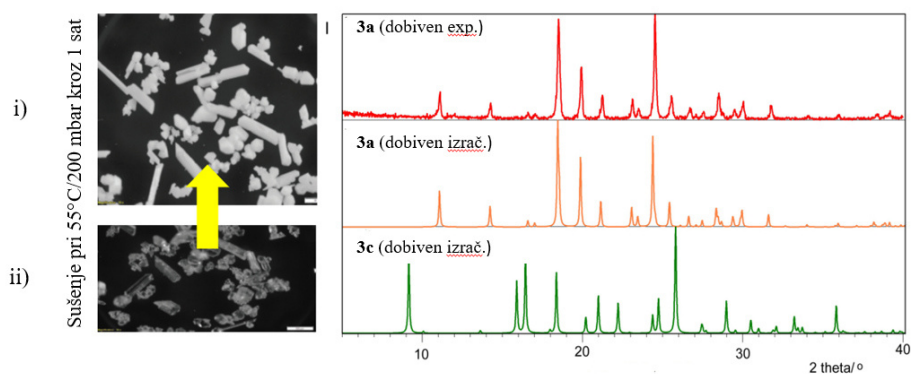 i)
ii)
Sušenje pri 55°C/200 mbar kroz 1 sat
3a (dobiven exp.)
3a (dobiven izrač.)
3c (dobiven izrač.)
10
20
30
40
2 theta/ º